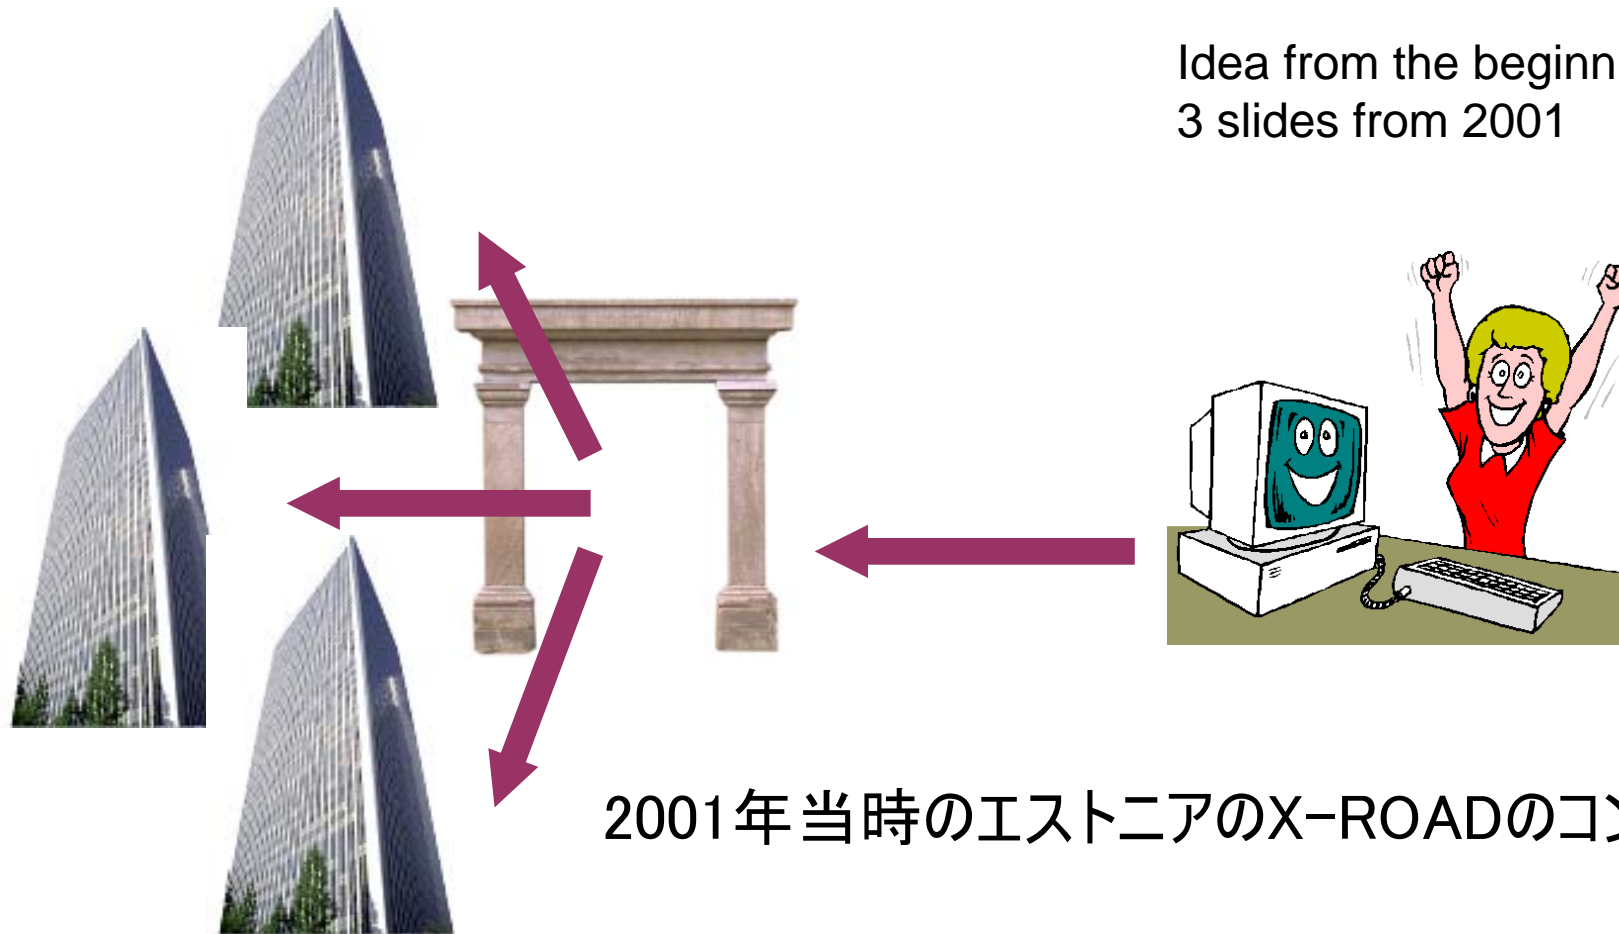 Idea from the beginn
3 slides from 2001
2001年当時のエストニアのX-ROADのコン